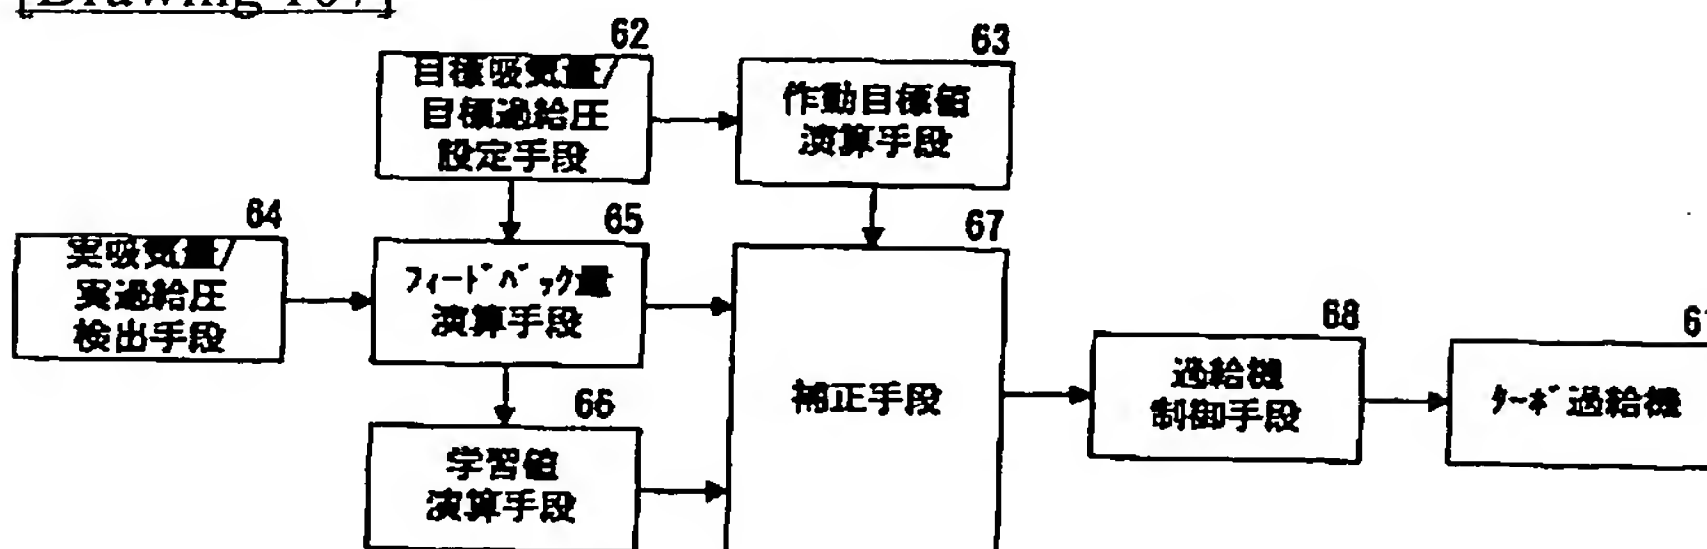 [Drawing 107]
62
目標吸気量/
目標過給圧
設定手段
63
作動目標値
演算手段
64
実吸気量/
実過給圧
検出手段
65
フィードバック量
演算手段
67
補正手段
66
学習値
演算手段
68
過給機
制御手段
61
ターボ過給機